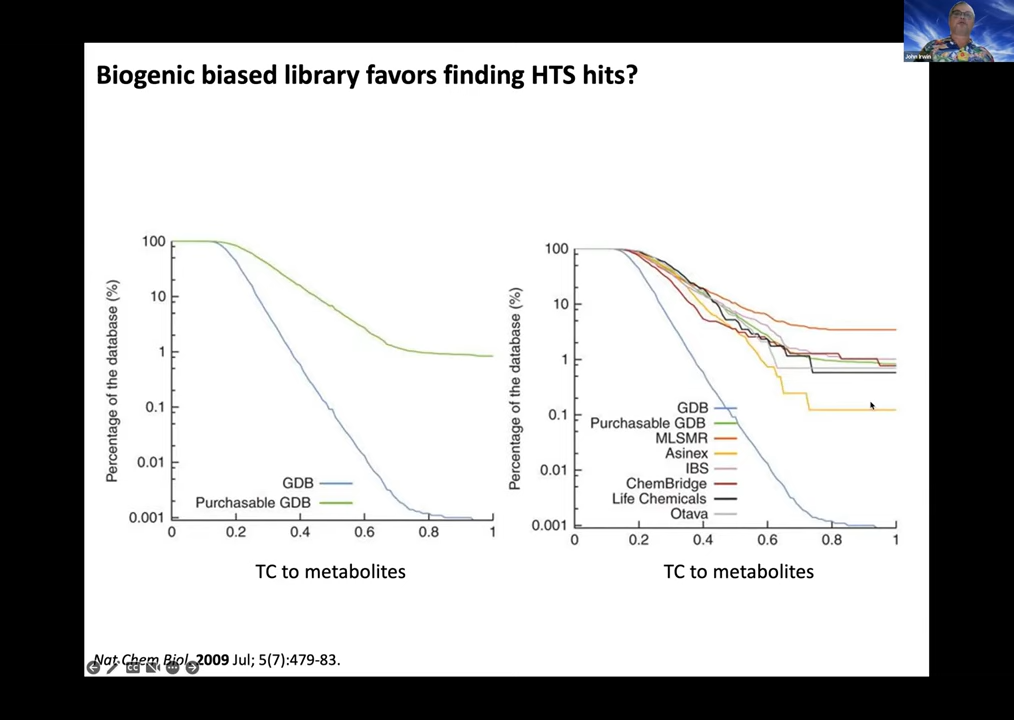 John Irwin
Biogenic biased library favors finding HTS hits?
Percentage of the database (%)
100
10
1
0.1
0.01
0.001
GDB
Purchasable GDB
0
0.2
0.4
0.6
0.8
1
TC to metabolites
Percentage of the database (%)
100
10
1
0.1
0.01
0.001
GDB
Purchasable GDB
MLSMR
Asinex
IBS
ChemBridge
Life Chemicals
Otava
0
0.2
0.4
0.6
0.8
1
TC to metabolites
Nat Chem Biol. 2009 Jul; 5(7):479-83.
CC